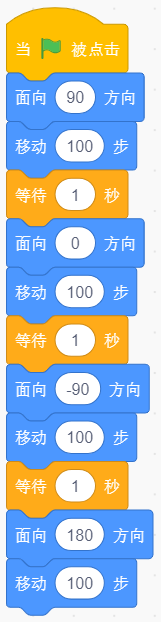 当 被点击
面向 90 方向
移动 100 步
等待 1 秒
面向 0 方向
移动 100 步
等待 1 秒
面向 -90 方向
移动 100 步
等待 1 秒
面向 180 方向
移动 100 步